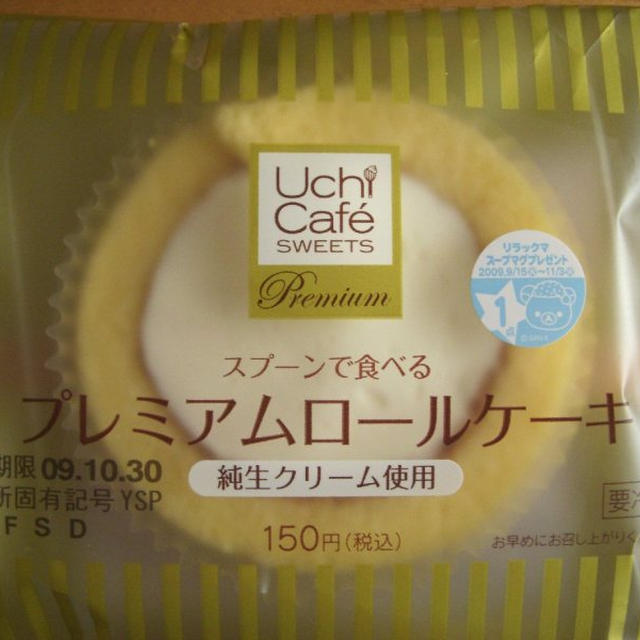 Uchi
Café
SWEETS
Premium
リラックマ
スープマグプレゼント
2009.9/15㊋~11/3㊋
1点
スプーンで食べる
プレミアムロールケーキ
期限 09.10.30
純生クリーム使用
所固有記号 YSP
F S D
150円(税込)
要冷
お早めにお召し上がりく